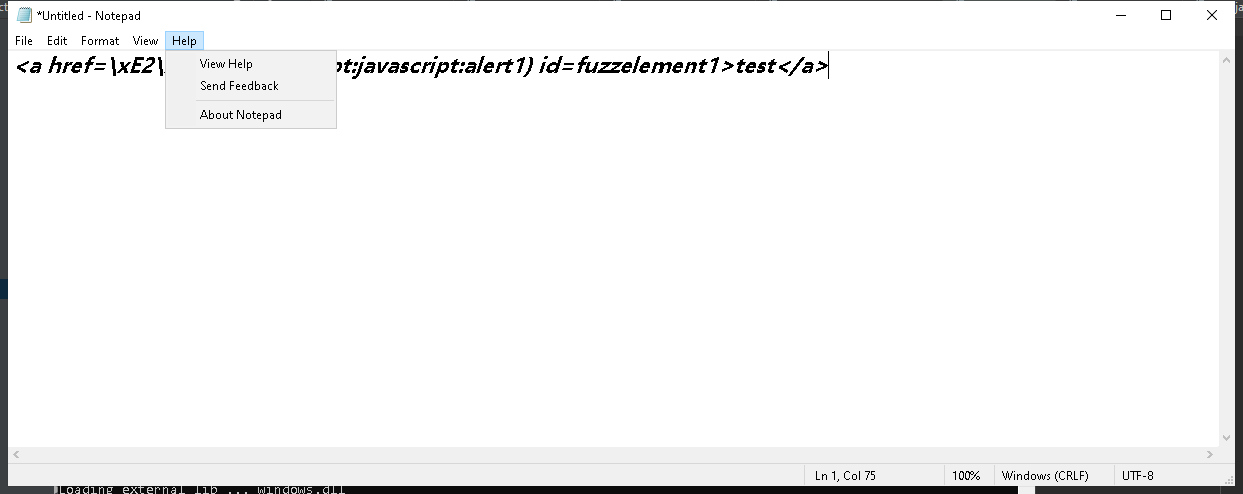 *Untitled - Notepad
File Edit Format View Help
<a href=\xE2\ pt:javascript:alert1) id=fuzzelement1>test</a>
View Help
Send Feedback
About Notepad
Ln 1, Col 75 100% Windows (CRLF) UTF-8
Loading external lib ... windows.dll